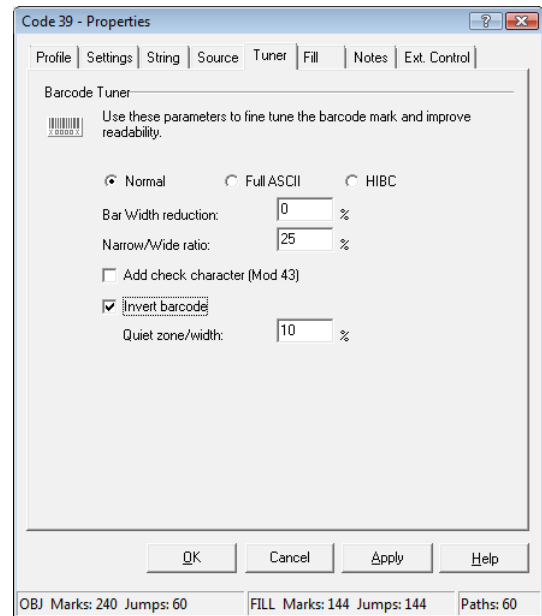 Code 39 - Properties
Profile Settings String Source Tuner Fill Notes Ext. Control
Barcode Tuner
Use these parameters to fine tune the barcode mark and improve
readability.
Normal Full ASCII HIBC
Bar Width reduction: 0 %
Narrow/Wide ratio: 25 %
Add check character (Mod 43)
Invert barcode
Quiet zone/width: 10 %
OK Cancel Apply Help
OBJ Marks: 240 Jumps: 60 FILL Marks: 144 Jumps: 144 Paths: 60